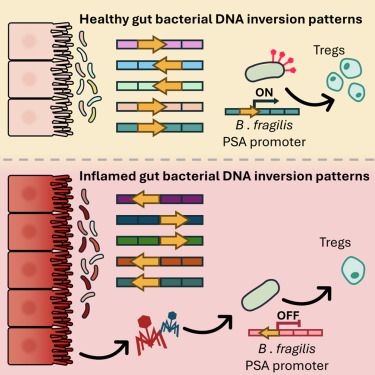 Healthy gut bacterial DNA inversion patterns
Tregs
ON
B. fragilis
PSA promoter
Inflamed gut bacterial DNA inversion patterns
Tregs
OFF
B. fragilis
PSA promoter